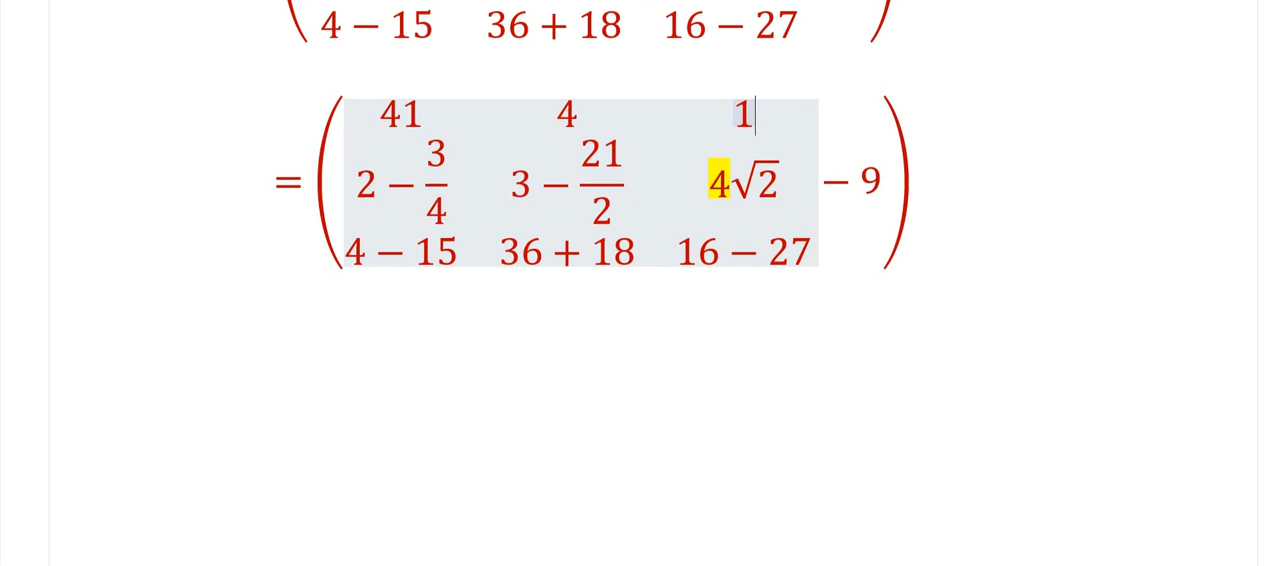 4 − 15 36 + 18 16 − 27
41 4 1
= 2 − 3/4 3 − 21/2 4√2 − 9
4 − 15 36 + 18 16 − 27